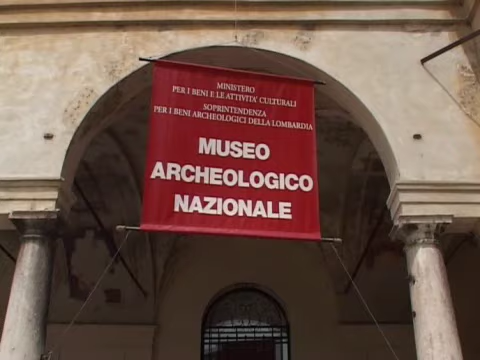 MINISTERO
PER I BENI E LE ATTIVITA' CULTURALI
SOPRINTENDENZA
PER I BENI ARCHEOLOGICI DELLA LOMBARDIA
MUSEO
ARCHEOLOGICO
NAZIONALE